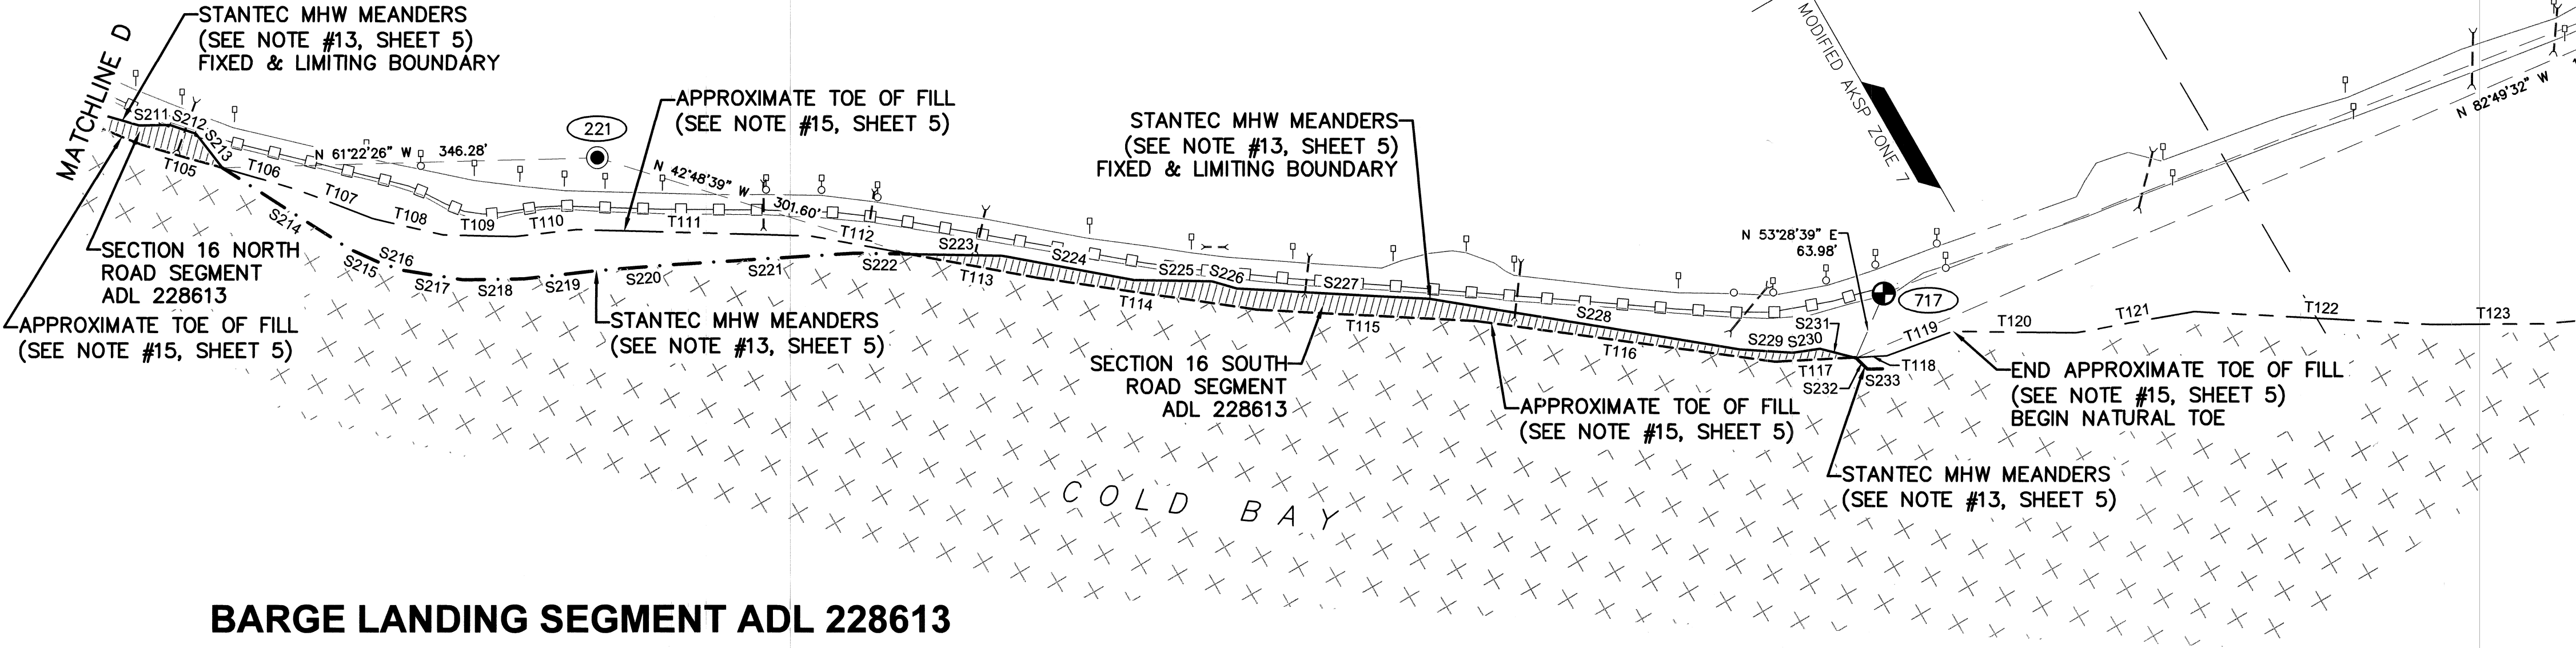 STANTEC MHW MEANDERS
(SEE NOTE #13, SHEET 5)
FIXED & LIMITING BOUNDARY
MATCHLINE D
S211
S212
S213
T105
T106
N 61°22'26" W 346.28'
221
APPROXIMATE TOE OF FILL
(SEE NOTE #15, SHEET 5)
N 42°48'39" W
301.60'
T107
T108
T109
T110
T111
T112
S214
S215
S216
S217
S218
S219
S220
S221
S222
SECTION 16 NORTH
ROAD SEGMENT
ADL 228613
APPROXIMATE TOE OF FILL
(SEE NOTE #15, SHEET 5)
STANTEC MHW MEANDERS
(SEE NOTE #13, SHEET 5)
STANTEC MHW MEANDERS
(SEE NOTE #13, SHEET 5)
FIXED & LIMITING BOUNDARY
S223
S224
S225
S226
S227
S228
S229
S230
S231
S232
S233
T113
T114
T115
T116
T117
T118
T119
T120
T121
T122
T123
SECTION 16 SOUTH
ROAD SEGMENT
ADL 228613
APPROXIMATE TOE OF FILL
(SEE NOTE #15, SHEET 5)
MODIFIED AKSP ZONE 7
N 53°28'39" E
63.98'
717
N 82°49'32" W
END APPROXIMATE TOE OF FILL
(SEE NOTE #15, SHEET 5)
BEGIN NATURAL TOE
STANTEC MHW MEANDERS
(SEE NOTE #13, SHEET 5)
COLD BAY
BARGE LANDING SEGMENT ADL 228613